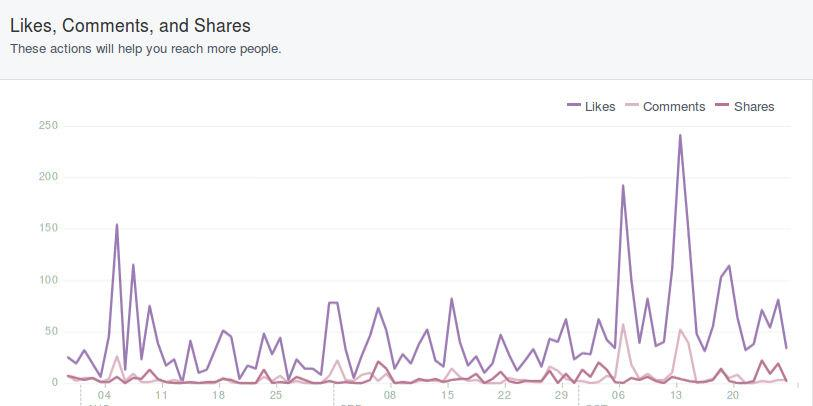 Likes, Comments, and Shares
These actions will help you reach more people.
Likes Comments Shares
250
200
150
100
50
0
04 11 18 25 08 15 22 29 06 13 20